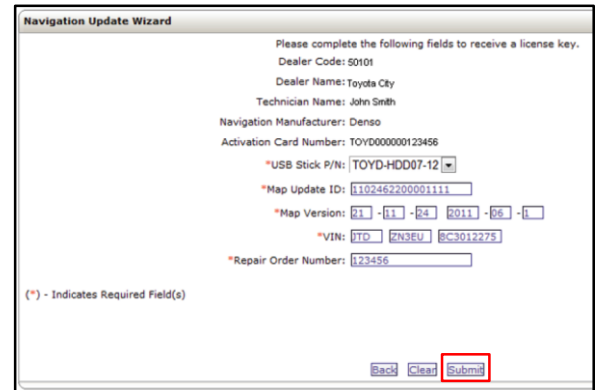 Navigation Update Wizard
Please complete the following fields to receive a license key.
Dealer Code: 50101
Dealer Name: Toyota City
Technician Name: John Smith
Navigation Manufacturer: Denso
Activation Card Number: TOYD000000123456
*USB Stick P/N: TOYD-HDD07-12
*Map Update ID: 1102462200001111
*Map Version: 21 - 11 - 24 2011 - 06 - 1
*VIN: JTD ZN3EU 8C3012275
*Repair Order Number: 123456
(*) - Indicates Required Field(s)
Back Clear Submit